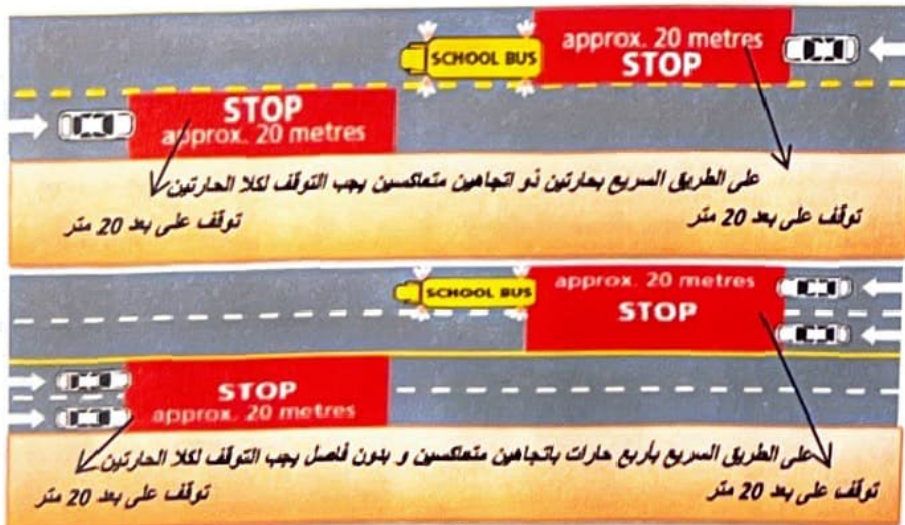 approx. 20 metres
STOP
SCHOOL BUS
STOP
approx. 20 metres
على الطريق السريع بحارتين ذو اتجاهين متعاكسين يجب التوقف لكلا الحارتين
توقف على بعد 20 متر
توقف على بعد 20 متر
approx. 20 metres
STOP
SCHOOL BUS
STOP
approx. 20 metres
على الطريق السريع بأربع حارات باتجاهين متعاكسين و بدون فاصل يجب التوقف لكلا الحارتين
توقف على بعد 20 متر
توقف على بعد 20 متر